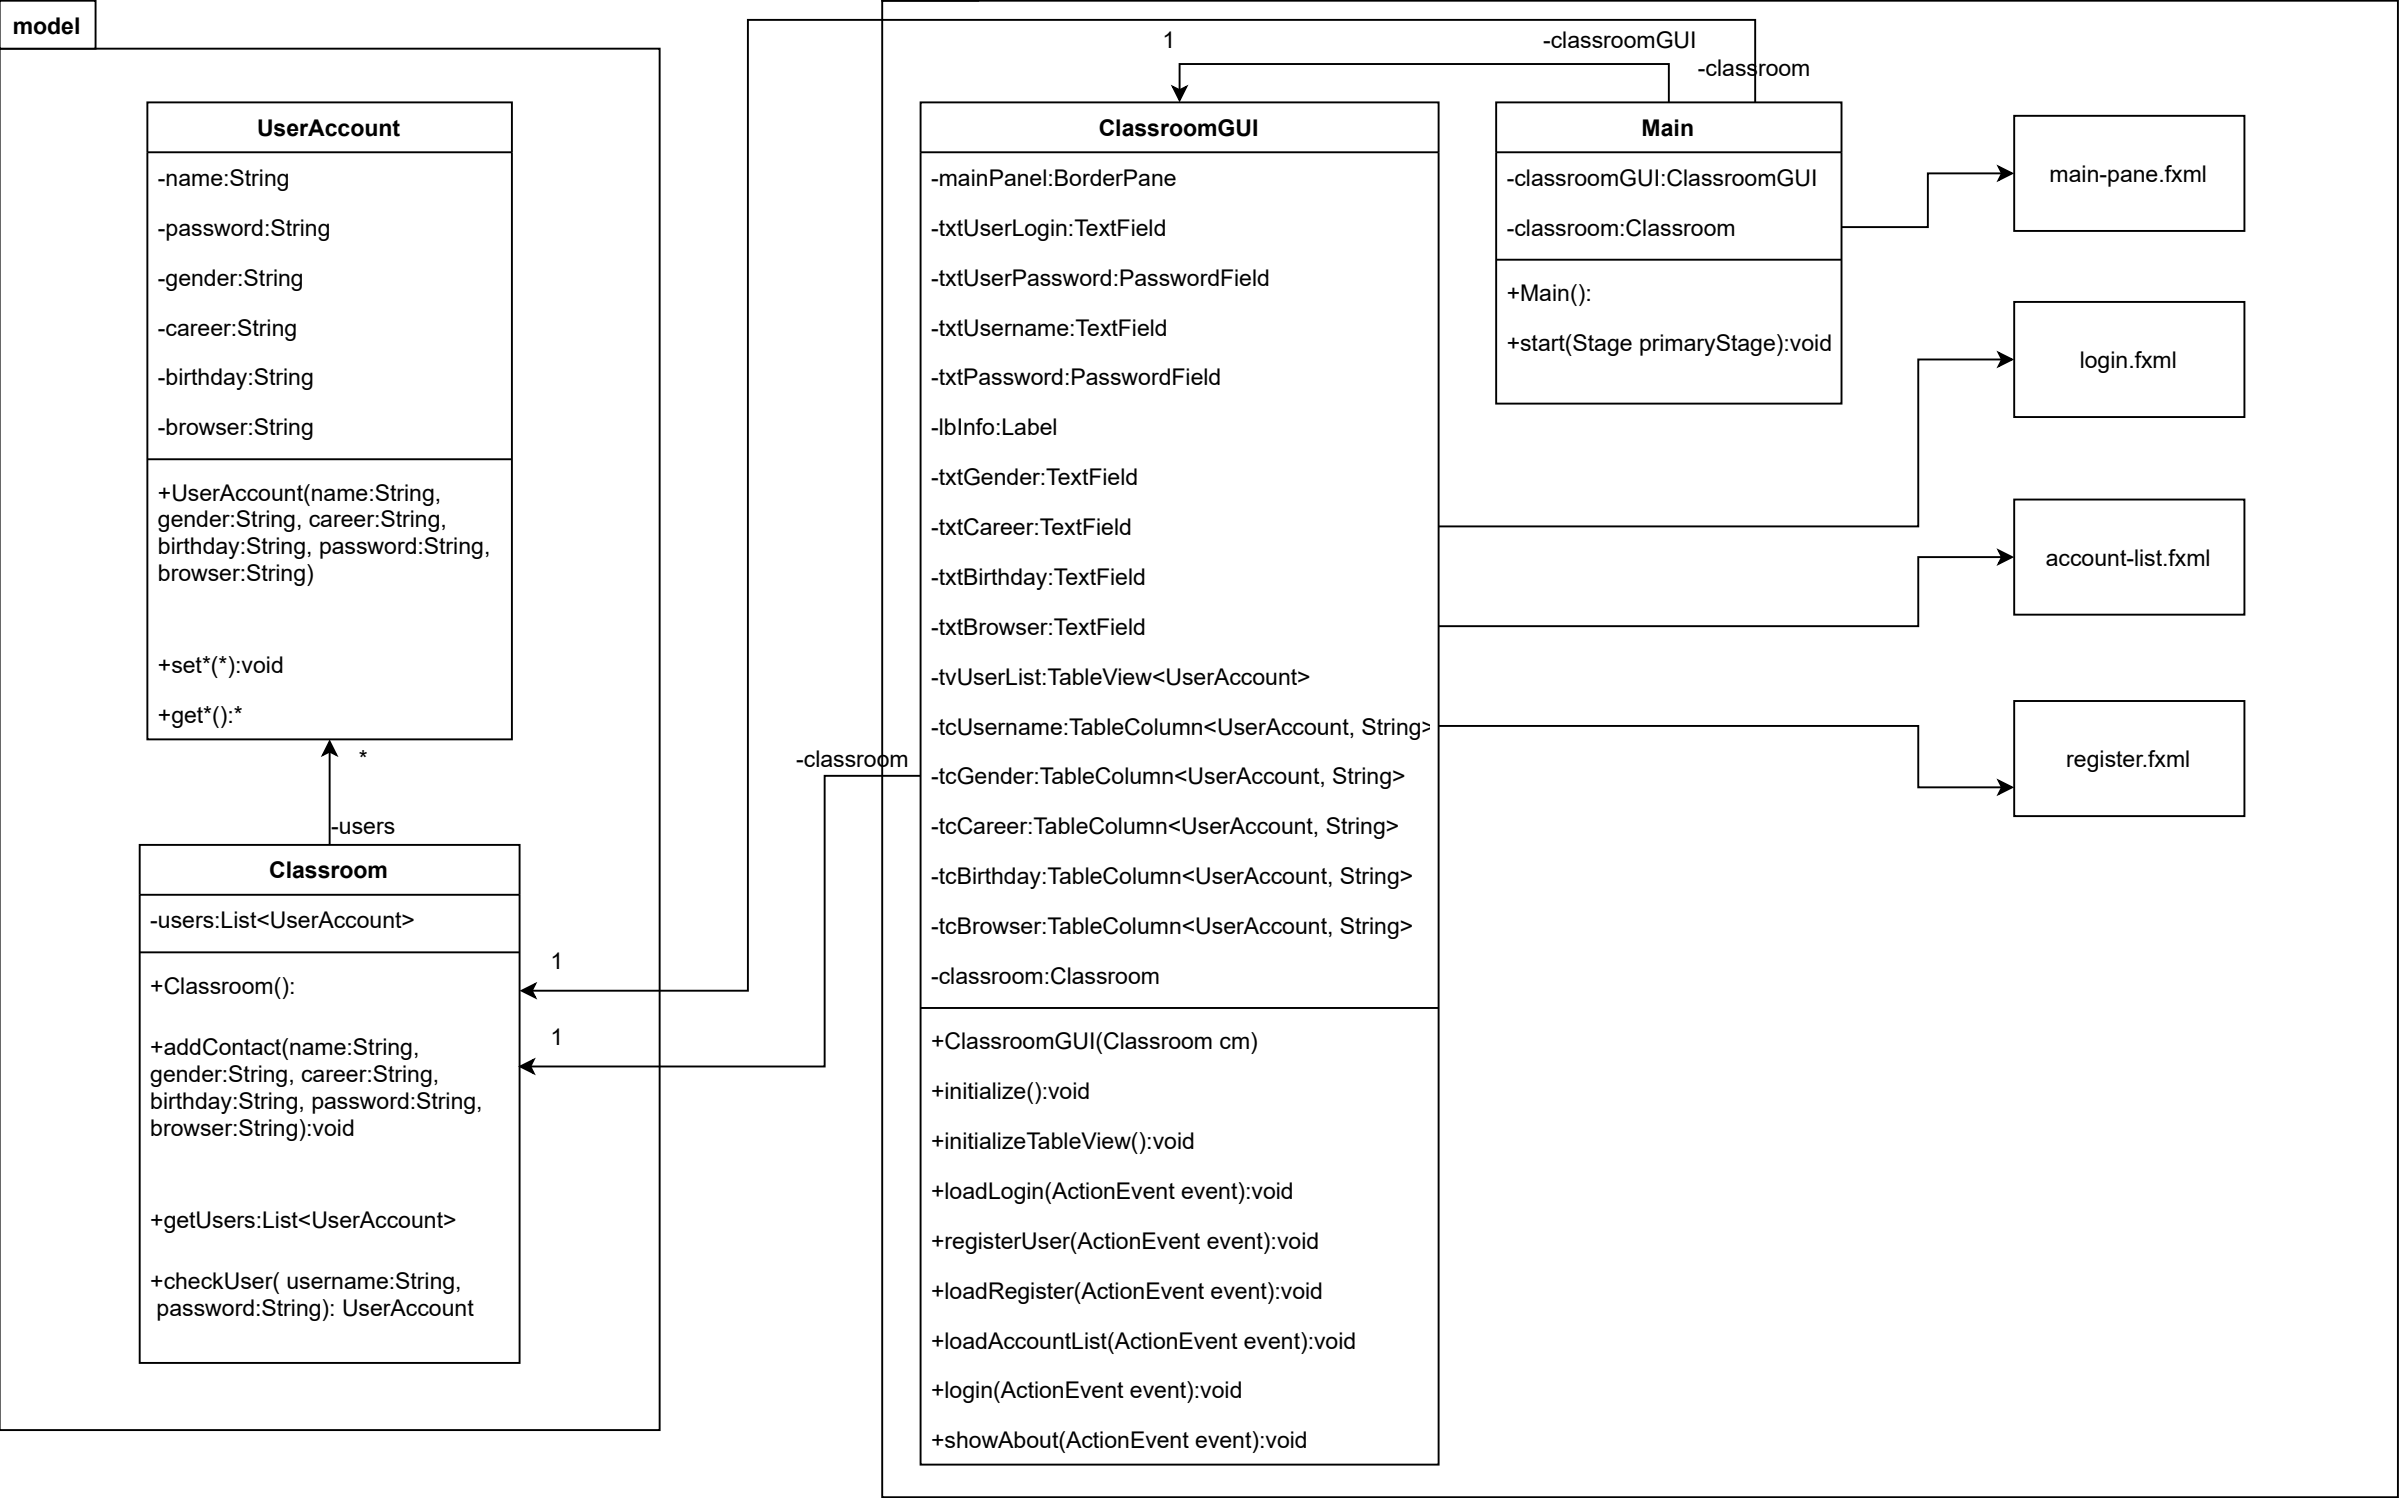 model
UserAccount
-name:String
-password:String
-gender:String
-career:String
-birthday:String
-browser:String
+UserAccount(name:String,
gender:String, career:String,
birthday:String, password:String,
browser:String)
+set*(*):void
+get*():*
*
-users
Classroom
-users:List<UserAccount>
+Classroom():
+addContact(name:String,
gender:String, career:String,
birthday:String, password:String,
browser:String):void
+getUsers:List<UserAccount>
+checkUser( username:String,
password:String): UserAccount
1
1
-classroom
1
-classroomGUI
-classroom
ClassroomGUI
-mainPanel:BorderPane
-txtUserLogin:TextField
-txtUserPassword:PasswordField
-txtUsername:TextField
-txtPassword:PasswordField
-lbInfo:Label
-txtGender:TextField
-txtCareer:TextField
-txtBirthday:TextField
-txtBrowser:TextField
-tvUserList:TableView<UserAccount>
-tcUsername:TableColumn<UserAccount, String>
-tcGender:TableColumn<UserAccount, String>
-tcCareer:TableColumn<UserAccount, String>
-tcBirthday:TableColumn<UserAccount, String>
-tcBrowser:TableColumn<UserAccount, String>
-classroom:Classroom
+ClassroomGUI(Classroom cm)
+initialize():void
+initializeTableView():void
+loadLogin(ActionEvent event):void
+registerUser(ActionEvent event):void
+loadRegister(ActionEvent event):void
+loadAccountList(ActionEvent event):void
+login(ActionEvent event):void
+showAbout(ActionEvent event):void
Main
-classroomGUI:ClassroomGUI
-classroom:Classroom
+Main():
+start(Stage primaryStage):void
main-pane.fxml
login.fxml
account-list.fxml
register.fxml